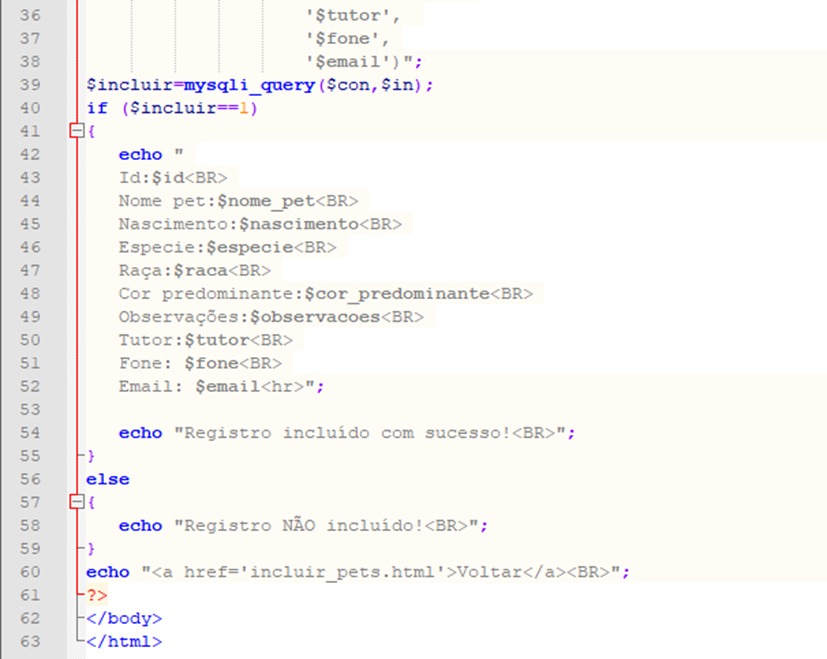 36 '$tutor',
37 '$fone',
38 '$email')";
39 $incluir=mysqli_query($con,$in);
40 if ($incluir==1)
41 {
42 echo "
43 Id:$id<BR>
44 Nome pet:$nome_pet<BR>
45 Nascimento:$nascimento<BR>
46 Especie:$especie<BR>
47 Raça:$raca<BR>
48 Cor predominante:$cor_predominante<BR>
49 Observações:$observacoes<BR>
50 Tutor:$tutor<BR>
51 Fone: $fone<BR>
52 Email: $email<hr>";
53
54 echo "Registro incluído com sucesso!<BR>";
55 }
56 else
57 {
58 echo "Registro NÃO incluído!<BR>";
59 }
60 echo "<a href='incluir_pets.html'>Voltar</a><BR>";
61 ?>
62 </body>
63 </html>